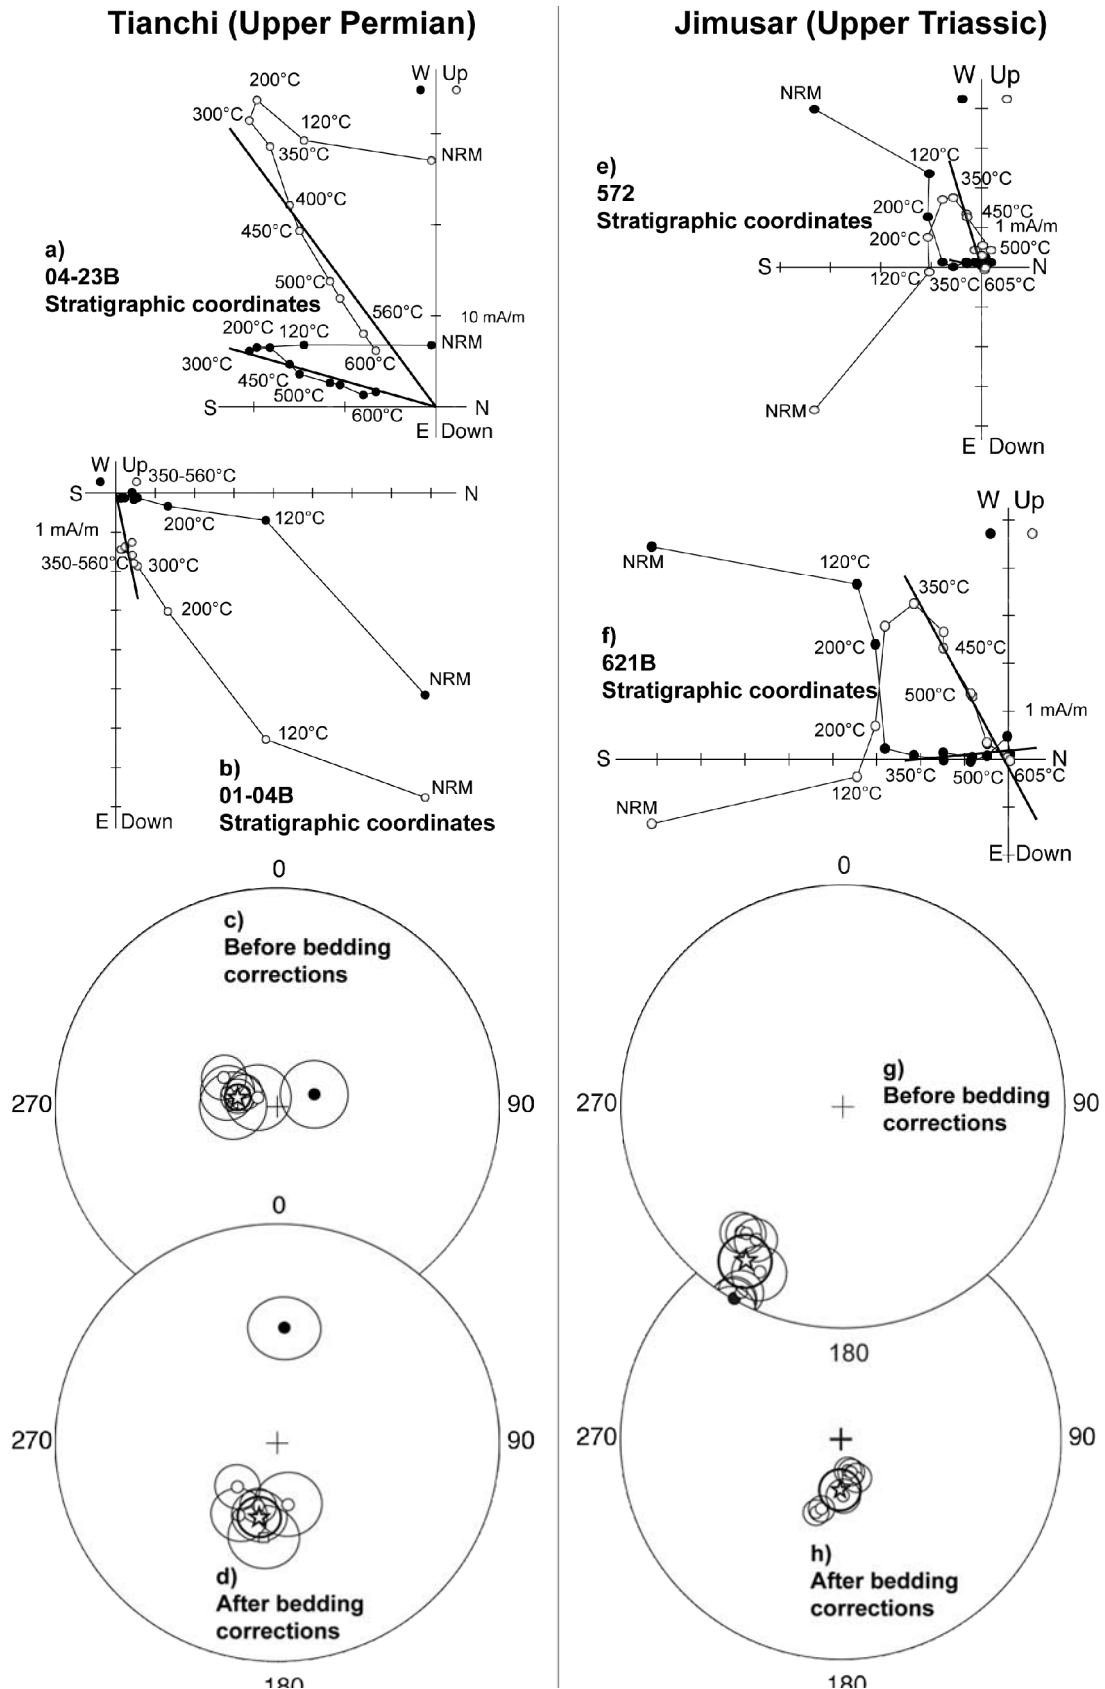 Tianchi (Upper Permian)
Jimusar (Upper Triassic)
W Up
200°C
300°C
120°C
350°C
NRM
400°C
450°C
a)
04-23B
Stratigraphic coordinates
500°C
560°C
10 mA/m
200°C
120°C
NRM
300°C
600°C
450°C
500°C
600°C
S
N
E Down
W Up
350-560°C
S
N
200°C
120°C
1 mA/m
350-560°C
300°C
200°C
NRM
120°C
NRM
b)
01-04B
Stratigraphic coordinates
E Down
W Up
NRM
120°C
e)
572
Stratigraphic coordinates
350°C
200°C
450°C
1 mA/m
200°C
500°C
S
N
120°C
350°C
605°C
NRM
E Down
W Up
NRM
120°C
350°C
f)
621B
Stratigraphic coordinates
200°C
450°C
500°C
1 mA/m
200°C
S
N
350°C
500°C
605°C
120°C
NRM
E Down
0
c)
Before bedding
corrections
270
90
0
270
90
d)
After bedding
corrections
180
0
g)
Before bedding
corrections
270
90
180
270
90
h)
After bedding
corrections
180